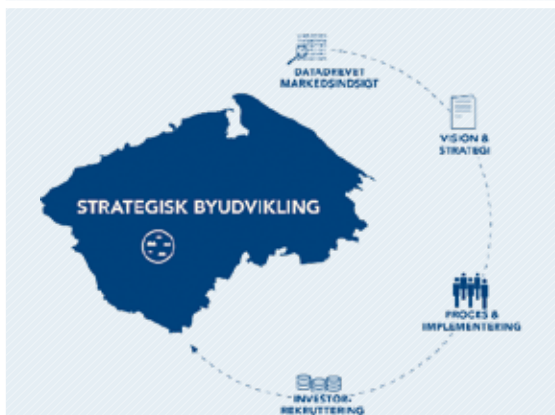 DATADREVET
MARKEDSINDSIGT
VISION &
STRATEGI
STRATEGISK BYUDVIKLING
PROCES &
IMPLEMENTERING
INVESTOR-
REKRUTTERING